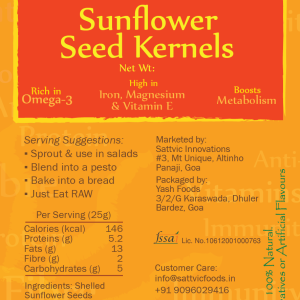 Sunflower
Seed Kernels
Net Wt:
Rich in
Omega-3
High in
Iron, Magnesium
& Vitamin E
Boosts
Metabolism
Serving Suggestions:
• Sprout & use in salads
• Blend into a pesto
• Bake into a bread
• Just Eat RAW
Per Serving (25g)
Calories (kcal) 146
Proteins (g) 5.2
Fats (g) 13
Fibre (g) 2
Carbohydrates (g) 5
Ingredients: Shelled
Sunflower Seeds
Marketed by:
Sattvic Innovations
#3, Mt Unique, Altinho
Panaji, Goa
Packaged by:
Yash Foods
3/2/G Karaswada, Dhuler
Bardez, Goa
fssai Lic. No.10612001000763
Customer Care:
info@sattvicfoods.in
+91 9096029416
100% Natural.
atives or Artificial Flavours
Protein
Vitamin
Anti